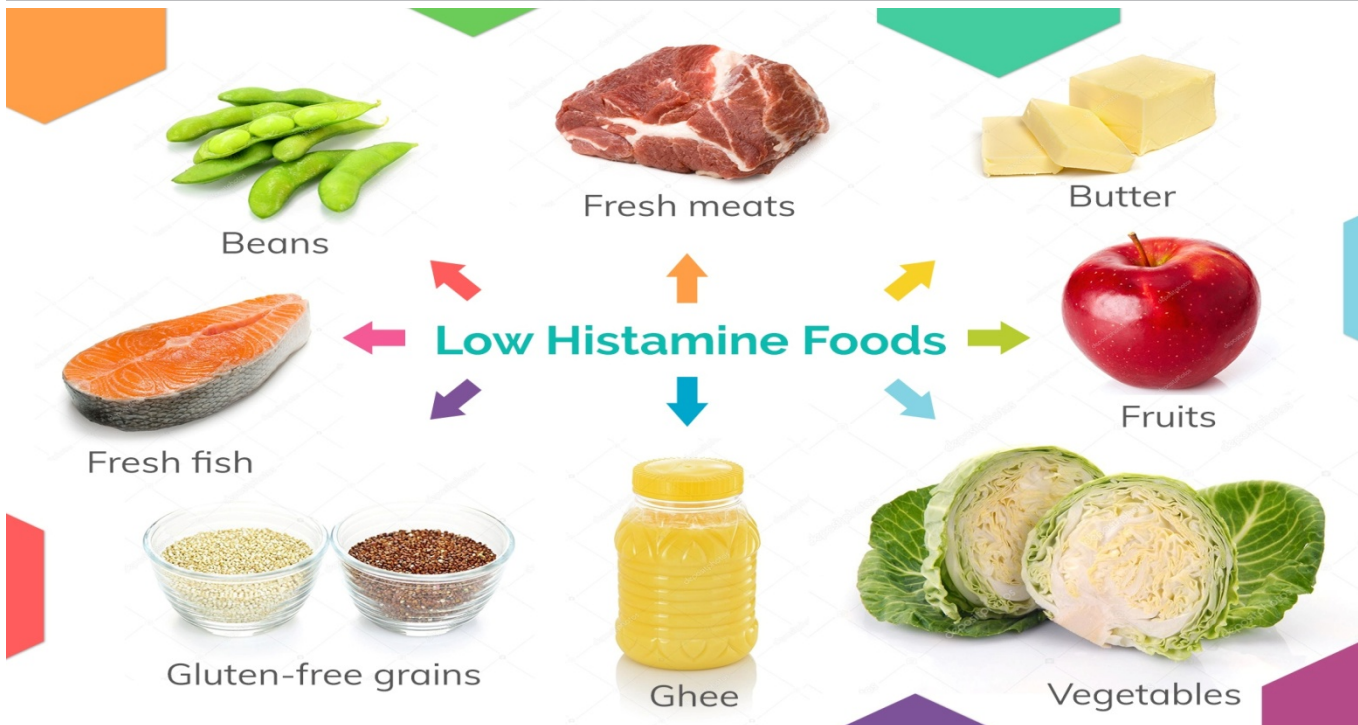 Beans
Fresh meats
Butter
Fresh fish
Low Histamine Foods
Fruits
Gluten-free grains
Ghee
Vegetables